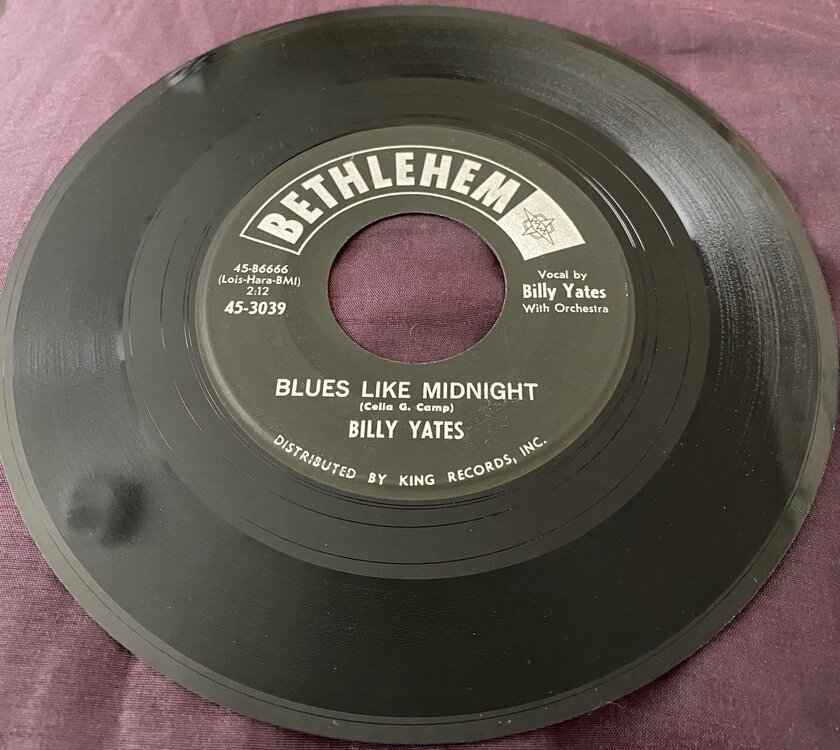 BETHLEHEM
45-B6666
(Lois-Hara-BMI)
2:12
45-3039
Vocal by
Billy Yates
With Orchestra
BLUES LIKE MIDNIGHT
(Celia G. Camp)
BILLY YATES
DISTRIBUTED BY KING RECORDS, INC.